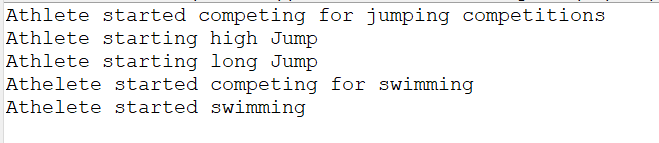 Athlete started competing for jumping competitions
Athlete starting high Jump
Athlete starting long Jump
Athelete started competing for swimming
Athelete started swimming